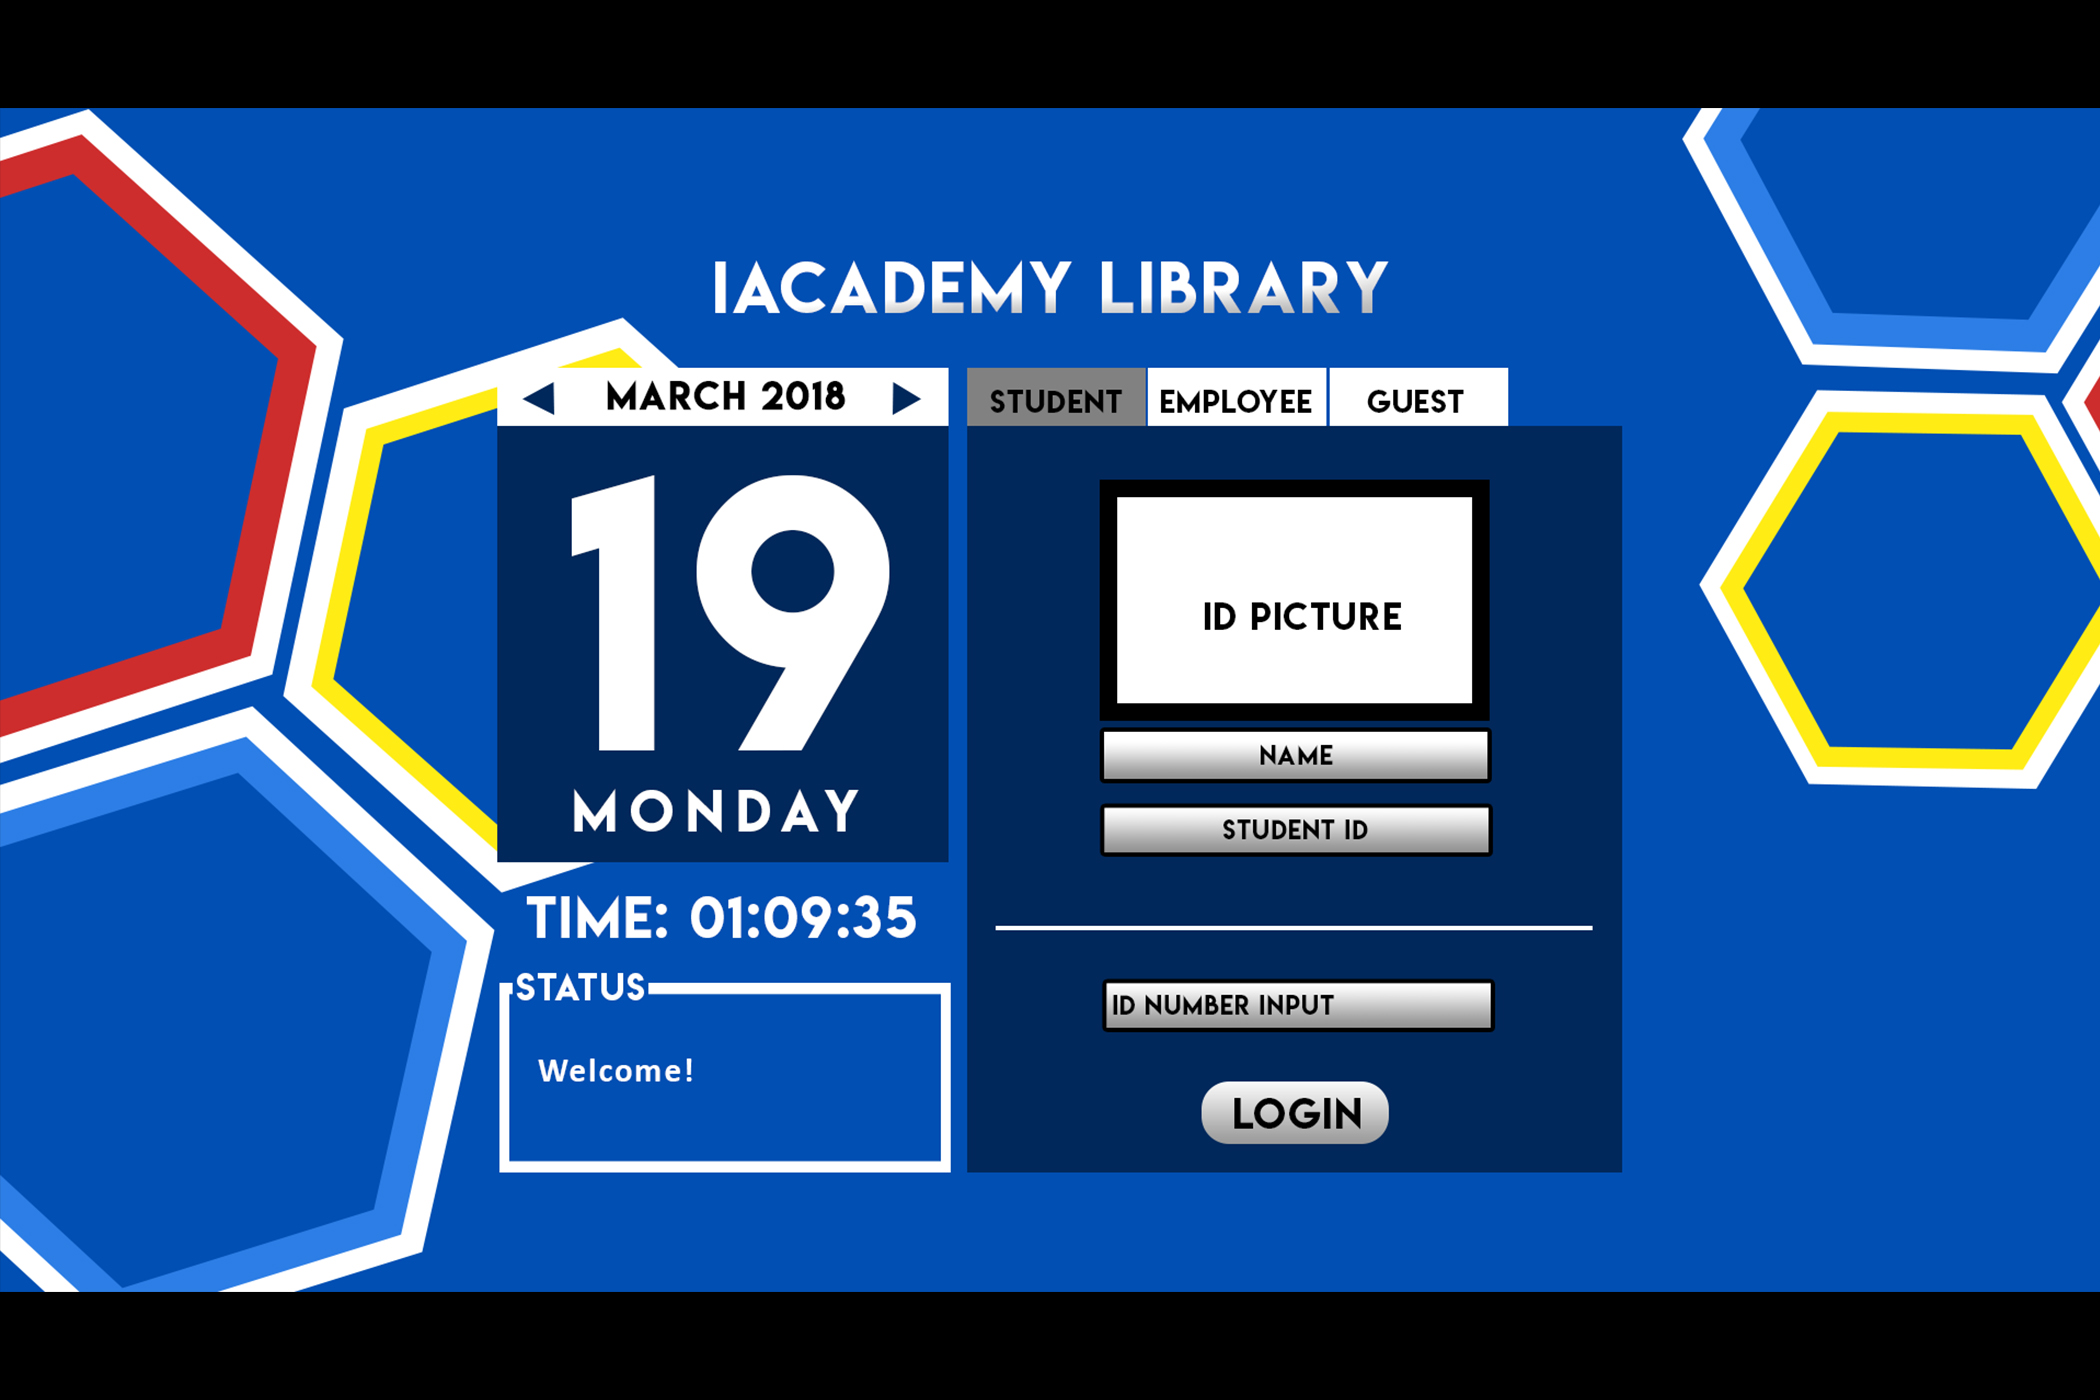 IACADEMY LIBRARY
MARCH 2018
19
MONDAY
TIME: 01:09:35
STATUS
Welcome!
STUDENT EMPLOYEE GUEST
ID PICTURE
NAME
STUDENT ID
ID NUMBER INPUT
LOGIN